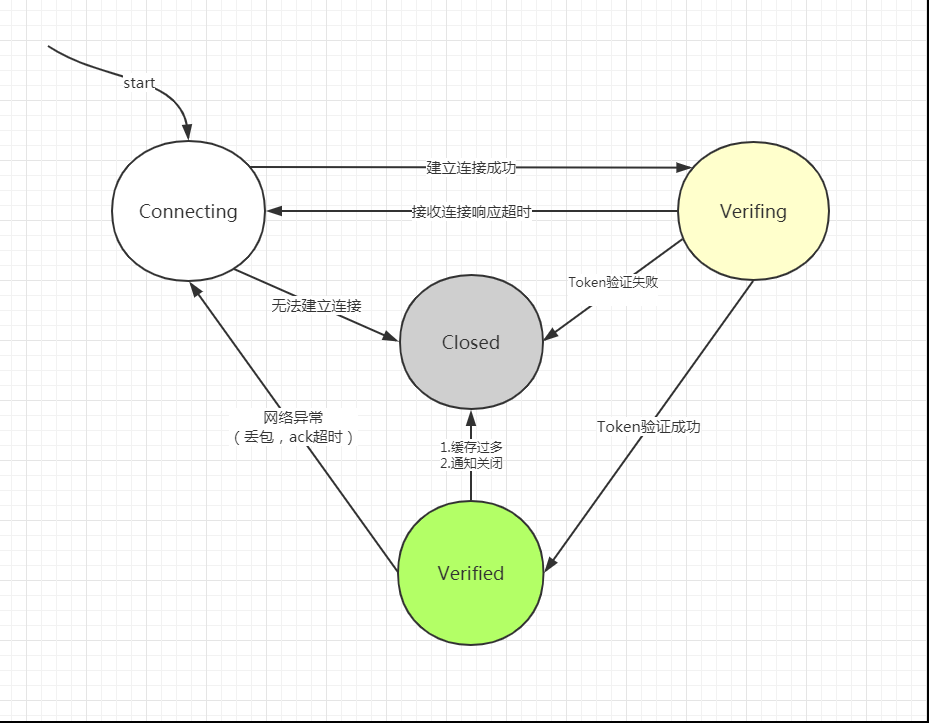 start
建立连接成功
Connecting
接收连接响应超时
Verifing
Token验证失败
无法建立连接
Closed
网络异常
（丢包，ack超时）
Token验证成功
1.缓存过多
2.通知关闭
Verified